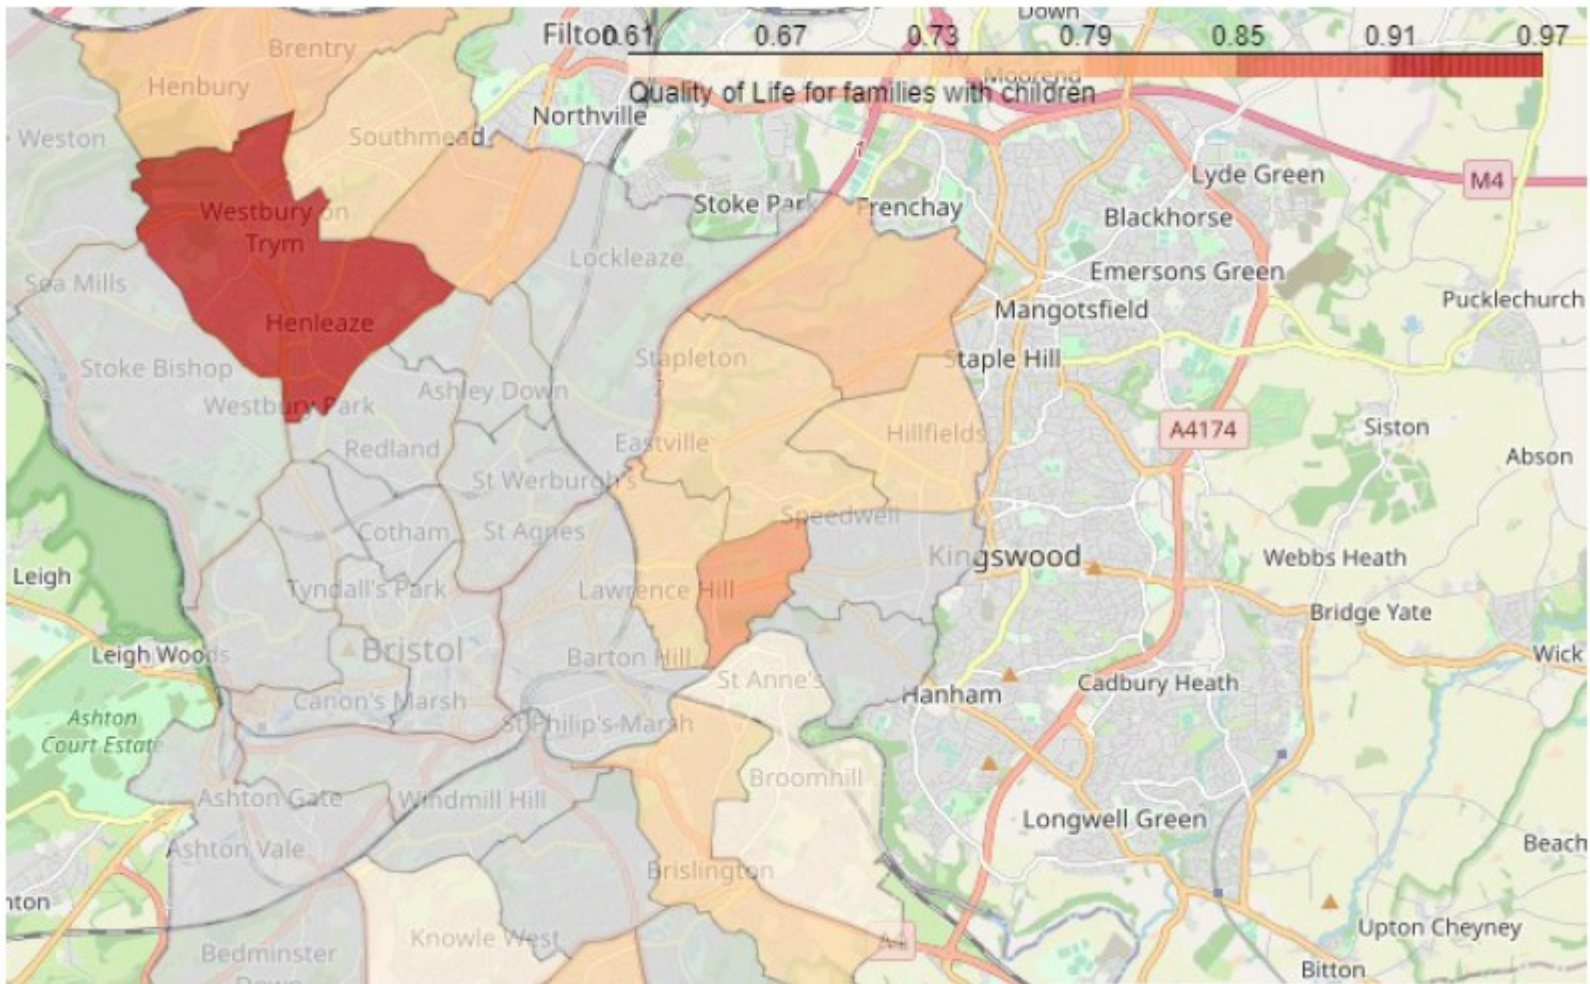 Down
Filton
0.61 0.67 0.73 0.79 0.85 0.91 0.97
Brentry
Moorend
Henbury
Quality of Life for families with children
Northville
Weston
Southmead
1
Lyde Green
M4
Stoke Park
Frenchay
Westbury on
Trym
Blackhorse
Lockleaze
Sea Mills
Emersons Green
Pucklechurch
Mangotsfield
Henleaze
Stapleton
Staple Hill
Stoke Bishop
Ashley Down
Westbury Park
Siston
A4174
Hillfields
Eastville
Redland
Abson
St Werburgh's
Speedwell
Cotham
St Agnes
Kingswood
Webbs Heath
Leigh
Tyndall's Park
Lawrence Hill
Bridge Yate
Bristol
Leigh Woods
Barton Hill
Wick
St Anne's
Cadbury Heath
Hanham
Canon's Marsh
Ashton
Court Estate
St Philip's Marsh
Broomhill
Ashton Gate
Windmill Hill
Longwell Green
Ashton Vale
Beach
Brislington
nton
Upton Cheyney
Knowle West
A4
Bedminster
Down
Bitton